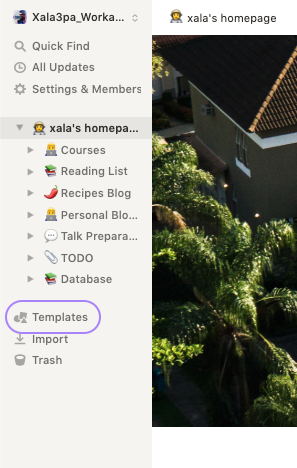 Xala3pa_Worka...
xala's homepage
Quick Find
All Updates
Settings & Members
xala's homepa...
Courses
Reading List
Recipes Blog
Personal Blo...
Talk Prepara...
TODO
Database
Templates
Import
Trash